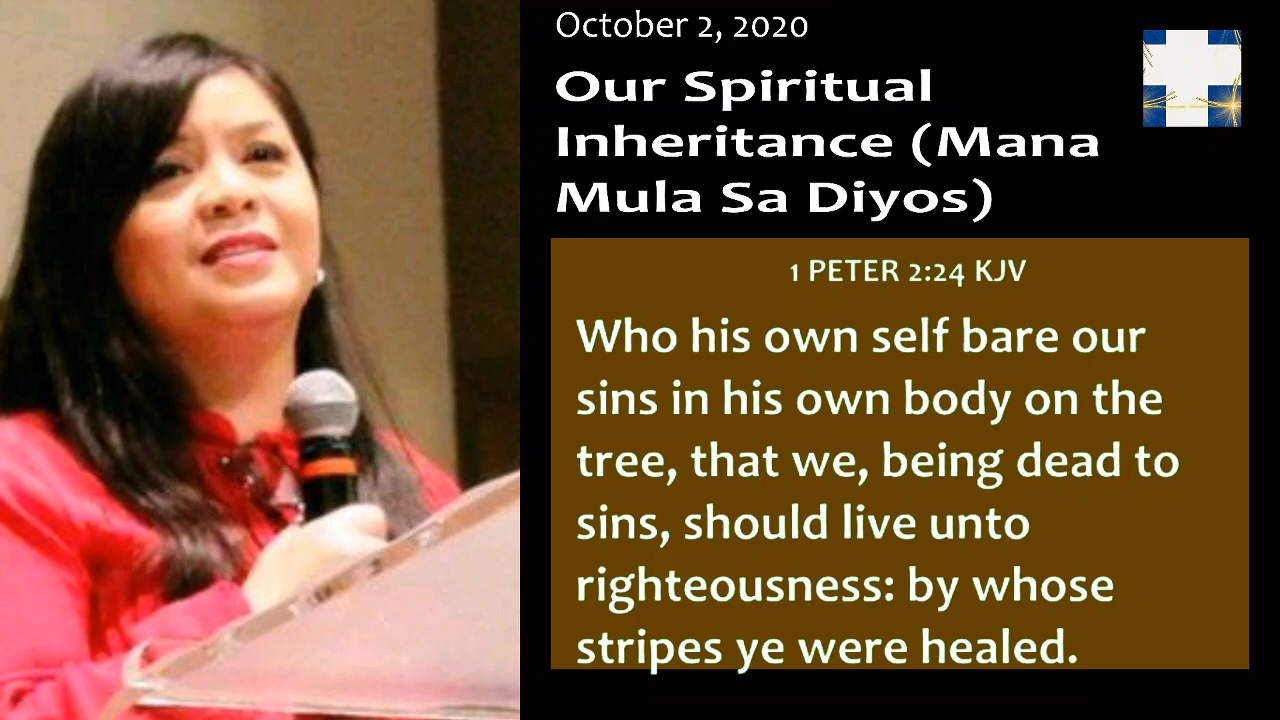 October 2, 2020
Our Spiritual
Inheritance (Mana
Mula Sa Diyos)
1 PETER 2:24 KJV
Who his own self bare our
sins in his own body on the
tree, that we, being dead to
sins, should live unto
righteousness: by whose
stripes ye were healed.